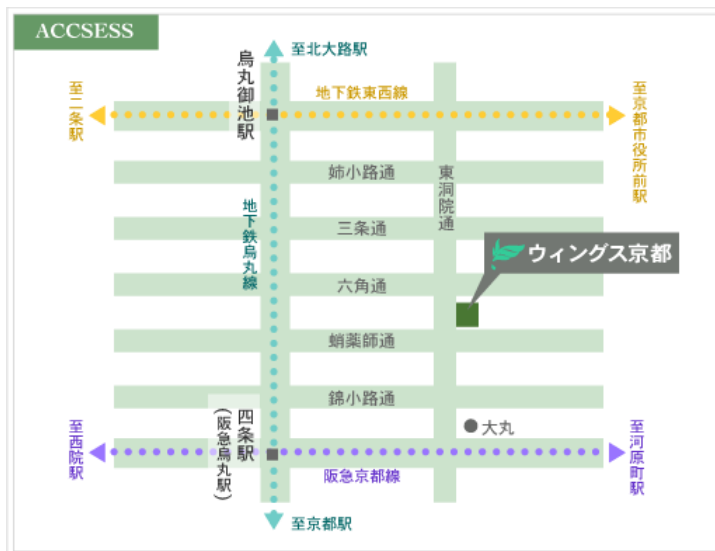 ACCSESS
至北大路駅
烏丸御池駅
地下鉄東西線
至二条駅
至京都市役所前駅
姉小路通
東洞院通
地下鉄烏丸線
三条通
ウィングス京都
六角通
蛸薬師通
錦小路通
四条駅
(阪急烏丸駅)
大丸
至西院駅
至河原町駅
阪急京都線
至京都駅